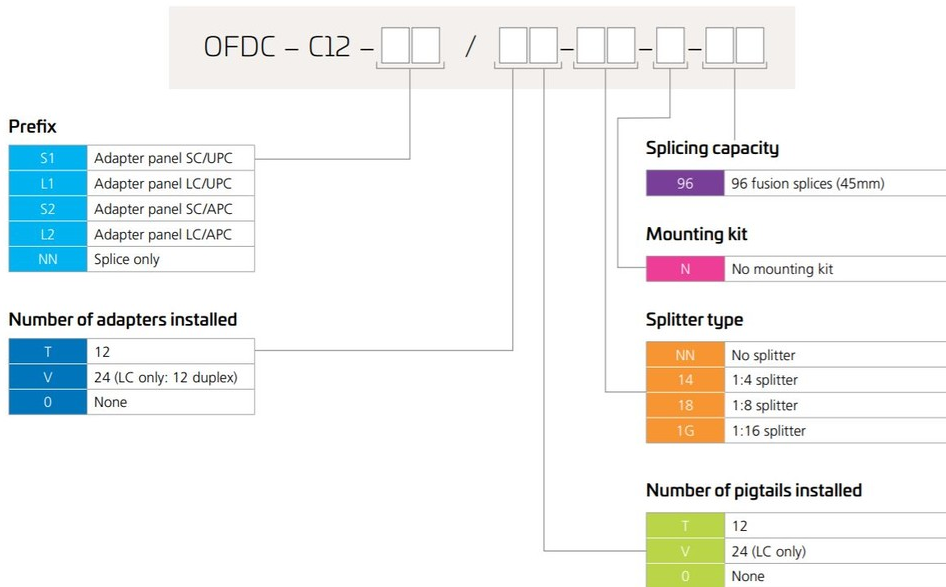 OFDC – C12 – / – – –
Prefix
S1 Adapter panel SC/UPC
L1 Adapter panel LC/UPC
S2 Adapter panel SC/APC
L2 Adapter panel LC/APC
NN Splice only
Number of adapters installed
T 12
V 24 (LC only: 12 duplex)
0 None
Splicing capacity
96 96 fusion splices (45mm)
Mounting kit
N No mounting kit
Splitter type
NN No splitter
14 1:4 splitter
18 1:8 splitter
1G 1:16 splitter
Number of pigtails installed
T 12
V 24 (LC only)
0 None